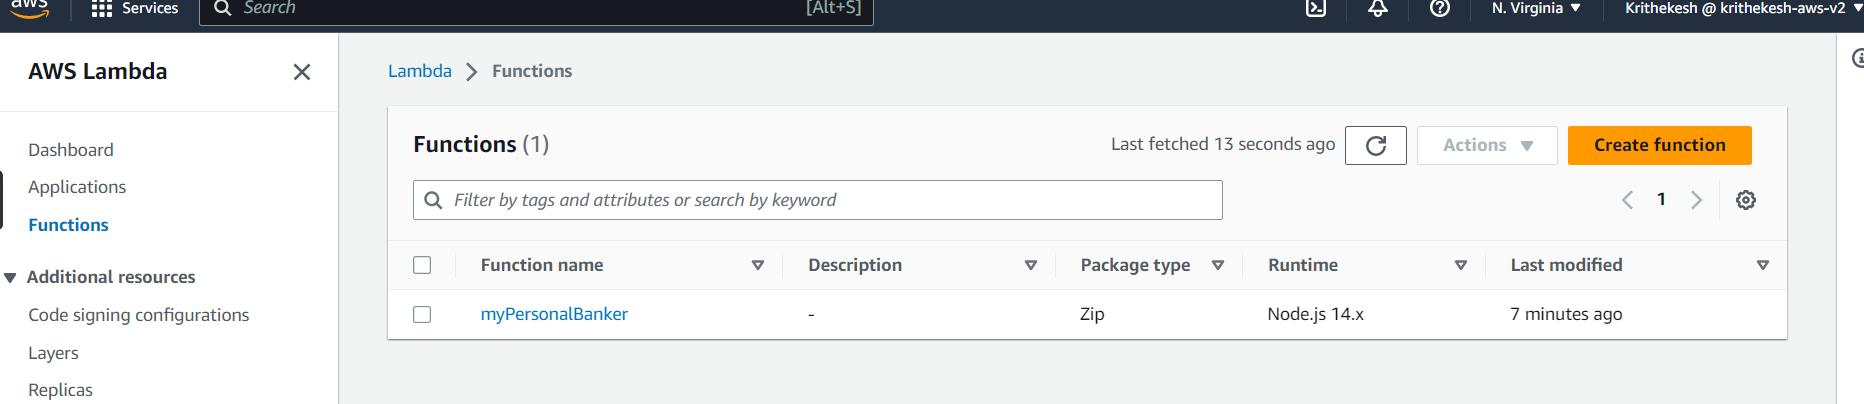 aws
Services
Search
[Alt+S]
N. Virginia
Krithekesh @ krithekesh-aws-v2
AWS Lambda
Lambda
Functions
Dashboard
Applications
Functions
Additional resources
Code signing configurations
Layers
Replicas
Functions (1)
Last fetched 13 seconds ago
Actions
Create function
Filter by tags and attributes or search by keyword
1
Function name
Description
Package type
Runtime
Last modified
myPersonalBanker
-
Zip
Node.js 14.x
7 minutes ago